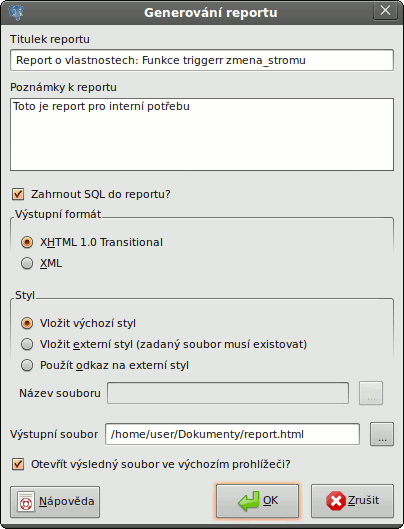 Generování reportu
Titulek reportu
Report o vlastnostech: Funkce triggerr zmena_stromu
Poznámky k reportu
Toto je report pro interní potřebu
Zahrnout SQL do reportu?
Výstupní formát
XHTML 1.0 Transitional
XML
Styl
Vložit výchozí styl
Vložit externí styl (zadaný soubor musí existovat)
Použít odkaz na externí styl
Název souboru
...
Výstupní soubor
/home/user/Dokumenty/report.html
...
Otevřít výsledný soubor ve výchozím prohlížeči?
Nápověda
OK
Zrušit